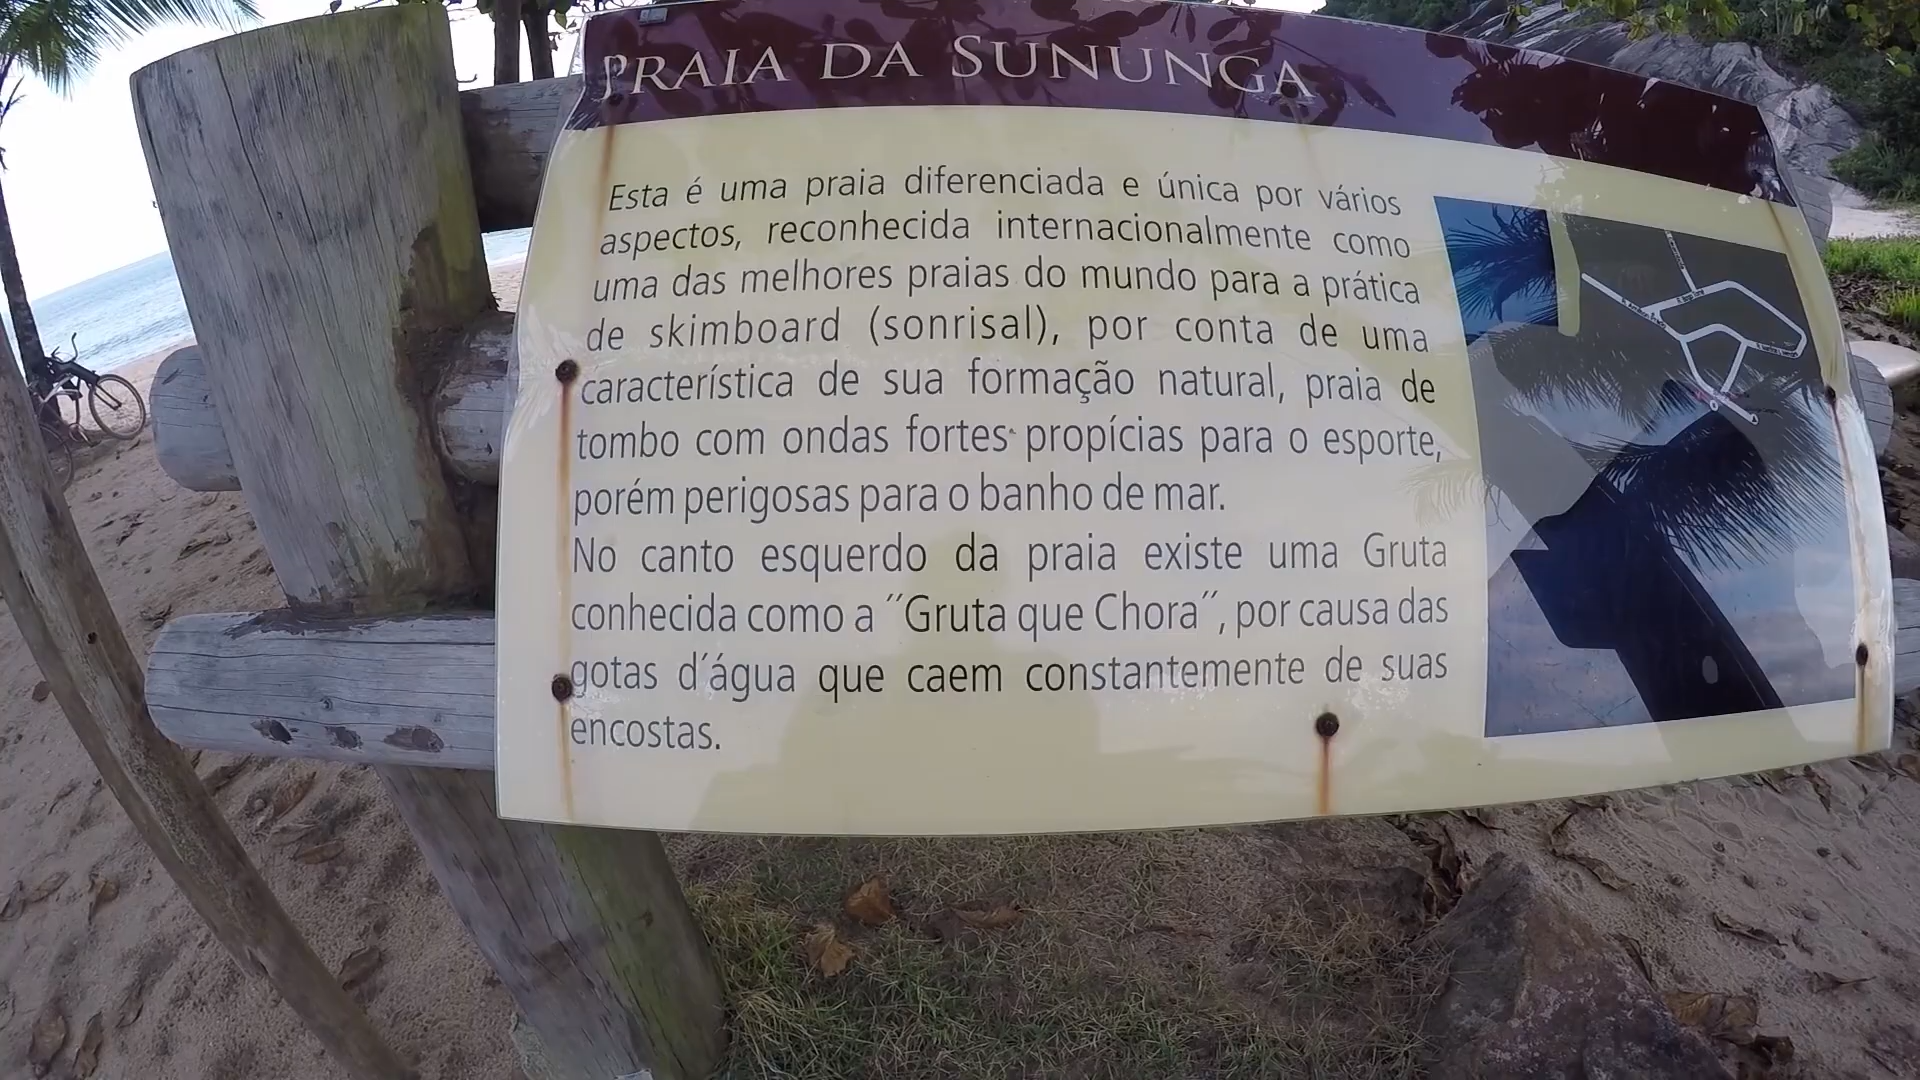 PRAIA DA SUNUNGA
Esta é uma praia diferenciada e única por vários
aspectos, reconhecida internacionalmente como
uma das melhores praias do mundo para a prática
de skimboard (sonrisal), por conta de uma
característica de sua formação natural, praia de
tombo com ondas fortes propícias para o esporte,
porém perigosas para o banho de mar.
No canto esquerdo da praia existe uma Gruta
conhecida como a ˝Gruta que Chora˝, por causa das
gotas d´água que caem constantemente de suas
encostas.